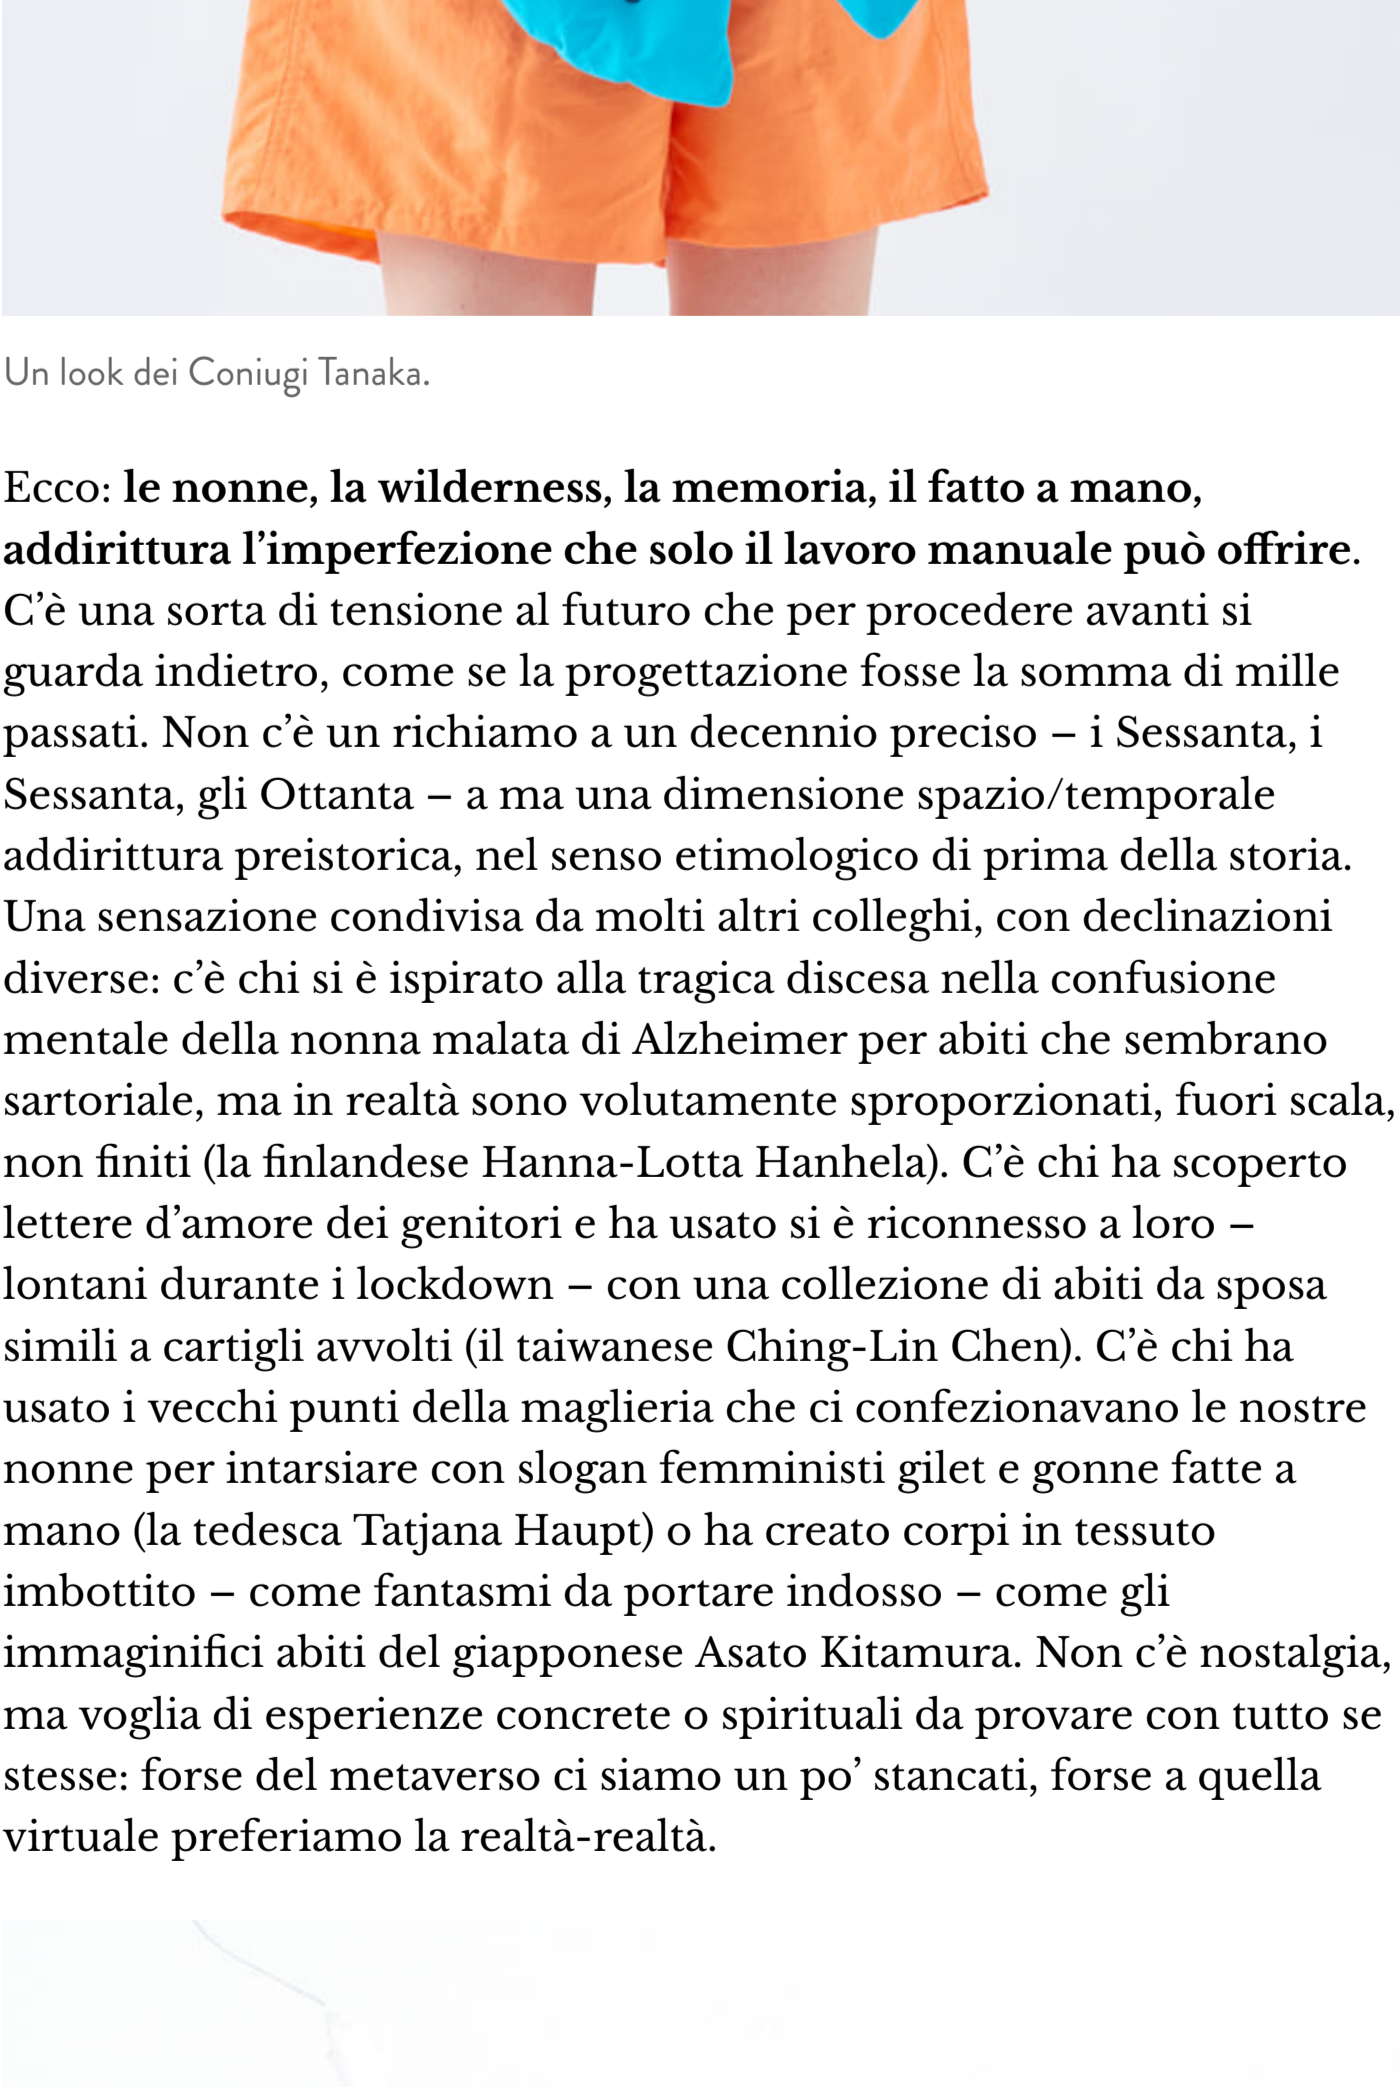 Un look dei Coniugi Tanaka.
Ecco: le nonne, la wilderness, la memoria, il fatto a mano,
addirittura l’imperfezione che solo il lavoro manuale può offrire.
C’è una sorta di tensione al futuro che per procedere avanti si
guarda indietro, come se la progettazione fosse la somma di mille
passati. Non c’è un richiamo a un decennio preciso – i Sessanta, i
Sessanta, gli Ottanta – a ma una dimensione spazio/temporale
addirittura preistorica, nel senso etimologico di prima della storia.
Una sensazione condivisa da molti altri colleghi, con declinazioni
diverse: c’è chi si è ispirato alla tragica discesa nella confusione
mentale della nonna malata di Alzheimer per abiti che sembrano
sartoriale, ma in realtà sono volutamente sproporzionati, fuori scala,
non finiti (la finlandese Hanna-Lotta Hanhela). C’è chi ha scoperto
lettere d’amore dei genitori e ha usato si è riconnesso a loro –
lontani durante i lockdown – con una collezione di abiti da sposa
simili a cartigli avvolti (il taiwanese Ching-Lin Chen). C’è chi ha
usato i vecchi punti della maglieria che ci confezionavano le nostre
nonne per intarsiare con slogan femministi gilet e gonne fatte a
mano (la tedesca Tatjana Haupt) o ha creato corpi in tessuto
imbottito – come fantasmi da portare indosso – come gli
immaginifici abiti del giapponese Asato Kitamura. Non c’è nostalgia,
ma voglia di esperienze concrete o spirituali da provare con tutto se
stesse: forse del metaverso ci siamo un po’ stancati, forse a quella
virtuale preferiamo la realtà-realtà.